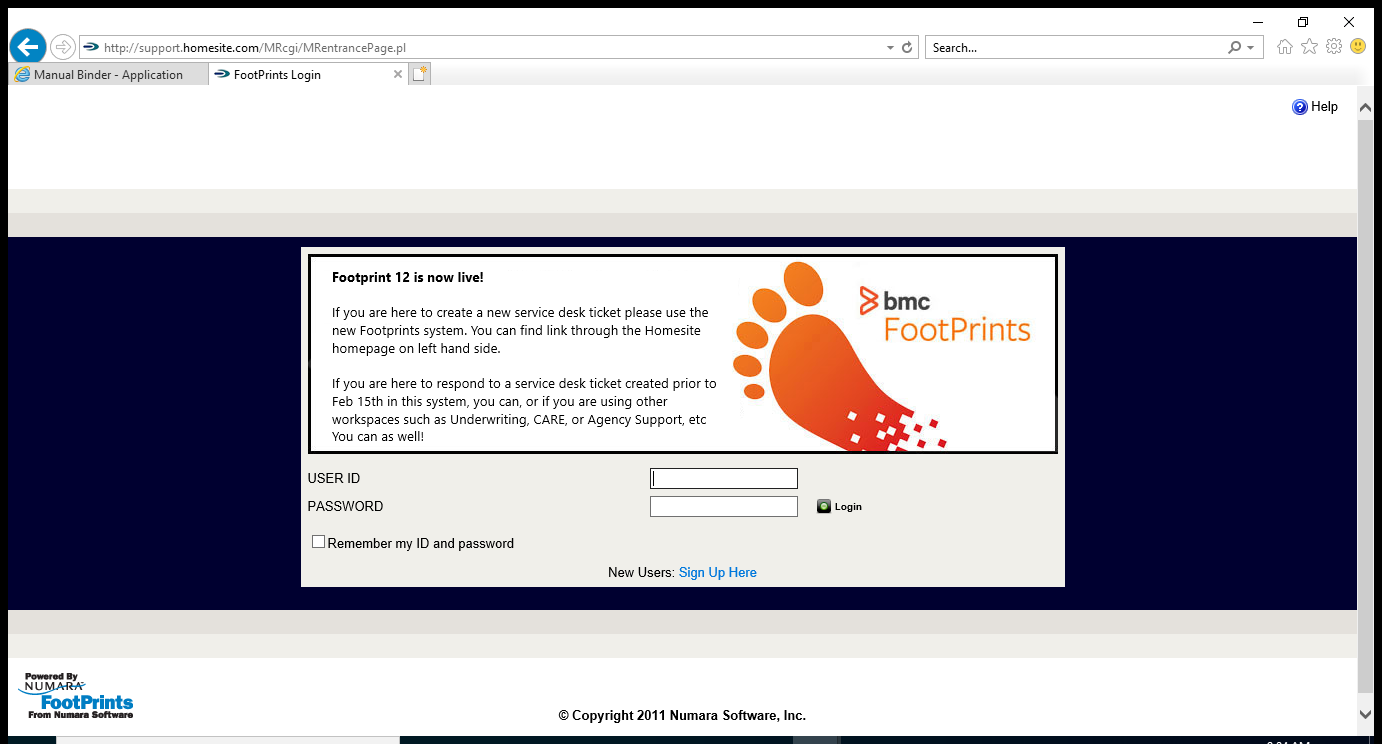 http://support.homesite.com/MRcgi/MRentrancePage.pl
Search...
Manual Binder - Application
FootPrints Login
Help
Footprint 12 is now live!
If you are here to create a new service desk ticket please use the
new Footprints system. You can find link through the Homesite
homepage on left hand side.
If you are here to respond to a service desk ticket created prior to
Feb 15th in this system, you can, or if you are using other
workspaces such as Underwriting, CARE, or Agency Support, etc
You can as well!
bmc
FootPrints
USER ID
PASSWORD
Login
Remember my ID and password
New Users: Sign Up Here
Powered By
NUMARA
FootPrints
From Numara Software
© Copyright 2011 Numara Software, Inc.